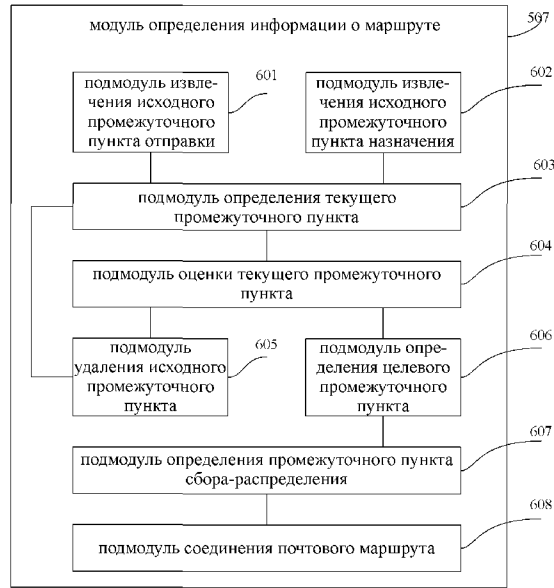 507
модуль определения информации о маршруте
601
подмодуль извле-
чения исходного
промежуточного
пункта отправки
602
подмодуль извле-
чения исходного
промежуточного
пункта назначения
603
подмодуль определения текущего
промежуточного пункта
604
подмодуль оценки текущего промежуточного
пункта
605
подмодуль
удаления исходного
промежуточного
пункта
606
подмодуль опре-
деления целевого
промежуточного
пункта
607
подмодуль определения промежуточного пункта
сбора-распределения
608
подмодуль соединения почтового маршрута